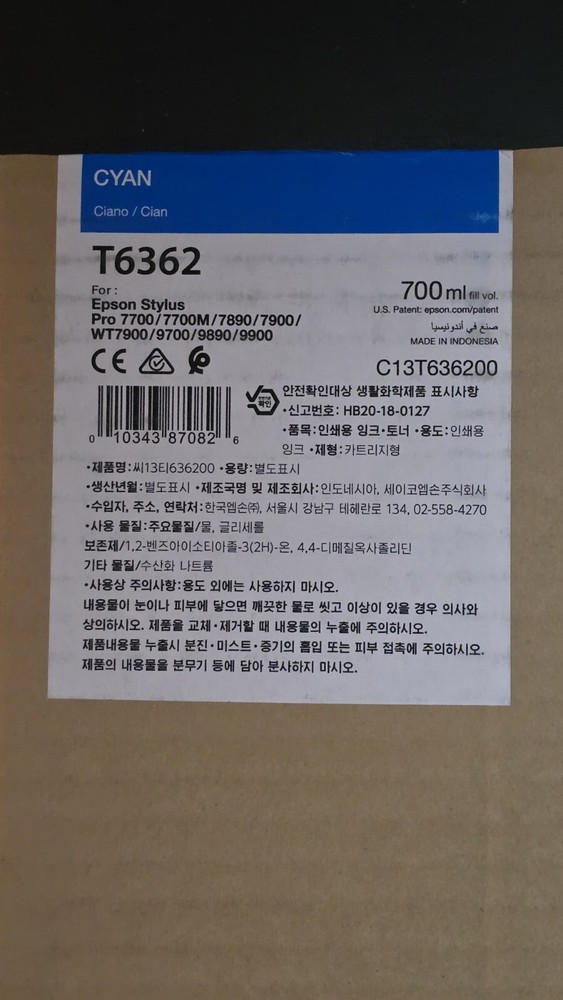 CYAN
Ciano / Cian
T6362
For :
Epson Stylus
Pro 7700/7700M/7890/7900/
WT7900/9700/9890/9900
700 ml fill vol.
U.S. Patent: epson.com/patent
صنع في أندونيسيا
MADE IN INDONESIA
C13T636200
CE
0 10343 87082 6
확인
안전확인대상 생활화학제품 표시사항
•신고번호: HB20-18-0127
•품목:인쇄용 잉크•토너 •용도:인쇄용
잉크 •제형:카트리지형
•제품명:씨13티636200 •용량:별도표시
•생산년월:별도표시 •제조국명 및 제조회사:인도네시아, 세이코엡손주식회사
•수입자, 주소, 연락처:한국엡손㈜, 서울시 강남구 테헤란로 134, 02-558-4270
•사용 물질:주요물질/물, 글리세롤
보존제/1,2-벤즈아이소티아졸-3(2H)-온, 4,4-디메질옥사졸리딘
기타 물질/수산화 나트륨
•사용상 주의사항:용도 외에는 사용하지 마시오.
내용물이 눈이나 피부에 닿으면 깨끗한 물로 씻고 이상이 있을 경우 의사와
상의하시오. 제품을 교체•제거할 때 내용물의 누출에 주의하시오.
제품내용물 누출시 분진•미스트•증기의 흡입 또는 피부 접촉에 주의하시오.
제품의 내용물을 분무기 등에 담아 분사하지 마시오.